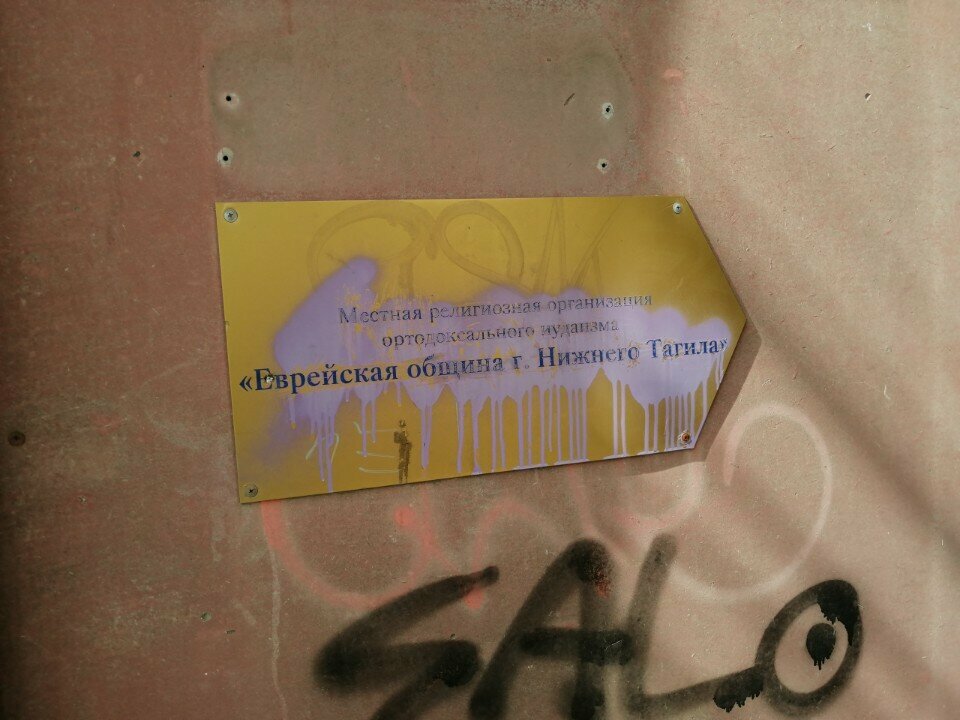 Местная религиозная организация
ортодоксального иудаизма
«Еврейская община г. Нижнего Тагила»
SALO